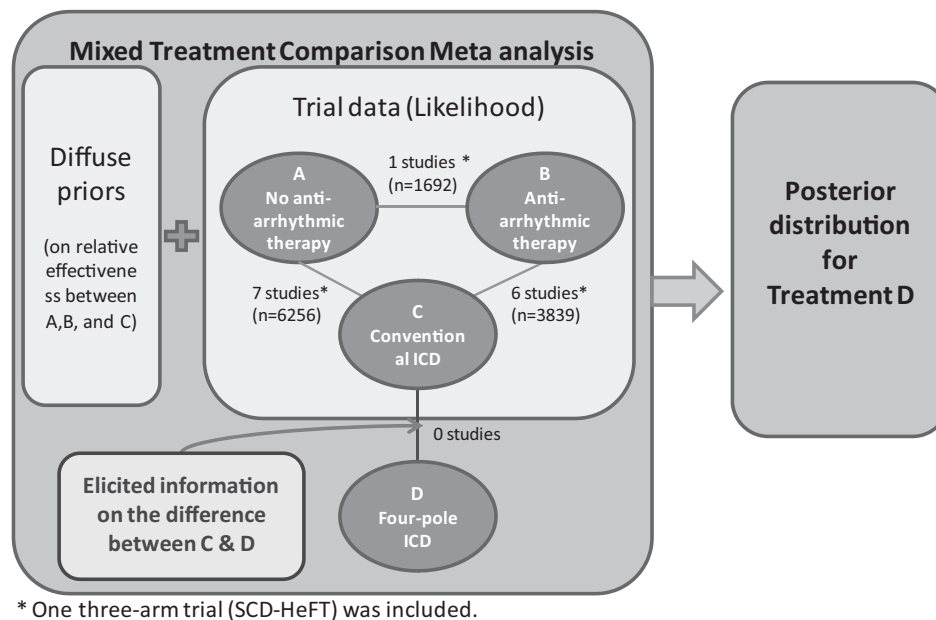 Mixed Treatment Comparison Meta analysis
Diffuse
priors
(on relative
effectivene
ss between
A,B, and C)
Trial data (Likelihood)
A
No anti-
arrhythmic
therapy
1 studies *
(n=1692)
B
Anti-
arrhythmic
therapy
7 studies*
(n=6256)
6 studies*
(n=3839)
C
Convention
al ICD
0 studies
Elicited information
on the difference
between C & D
D
Four-pole
ICD
Posterior
distribution
for
Treatment D
* One three-arm trial (SCD-HeFT) was included.